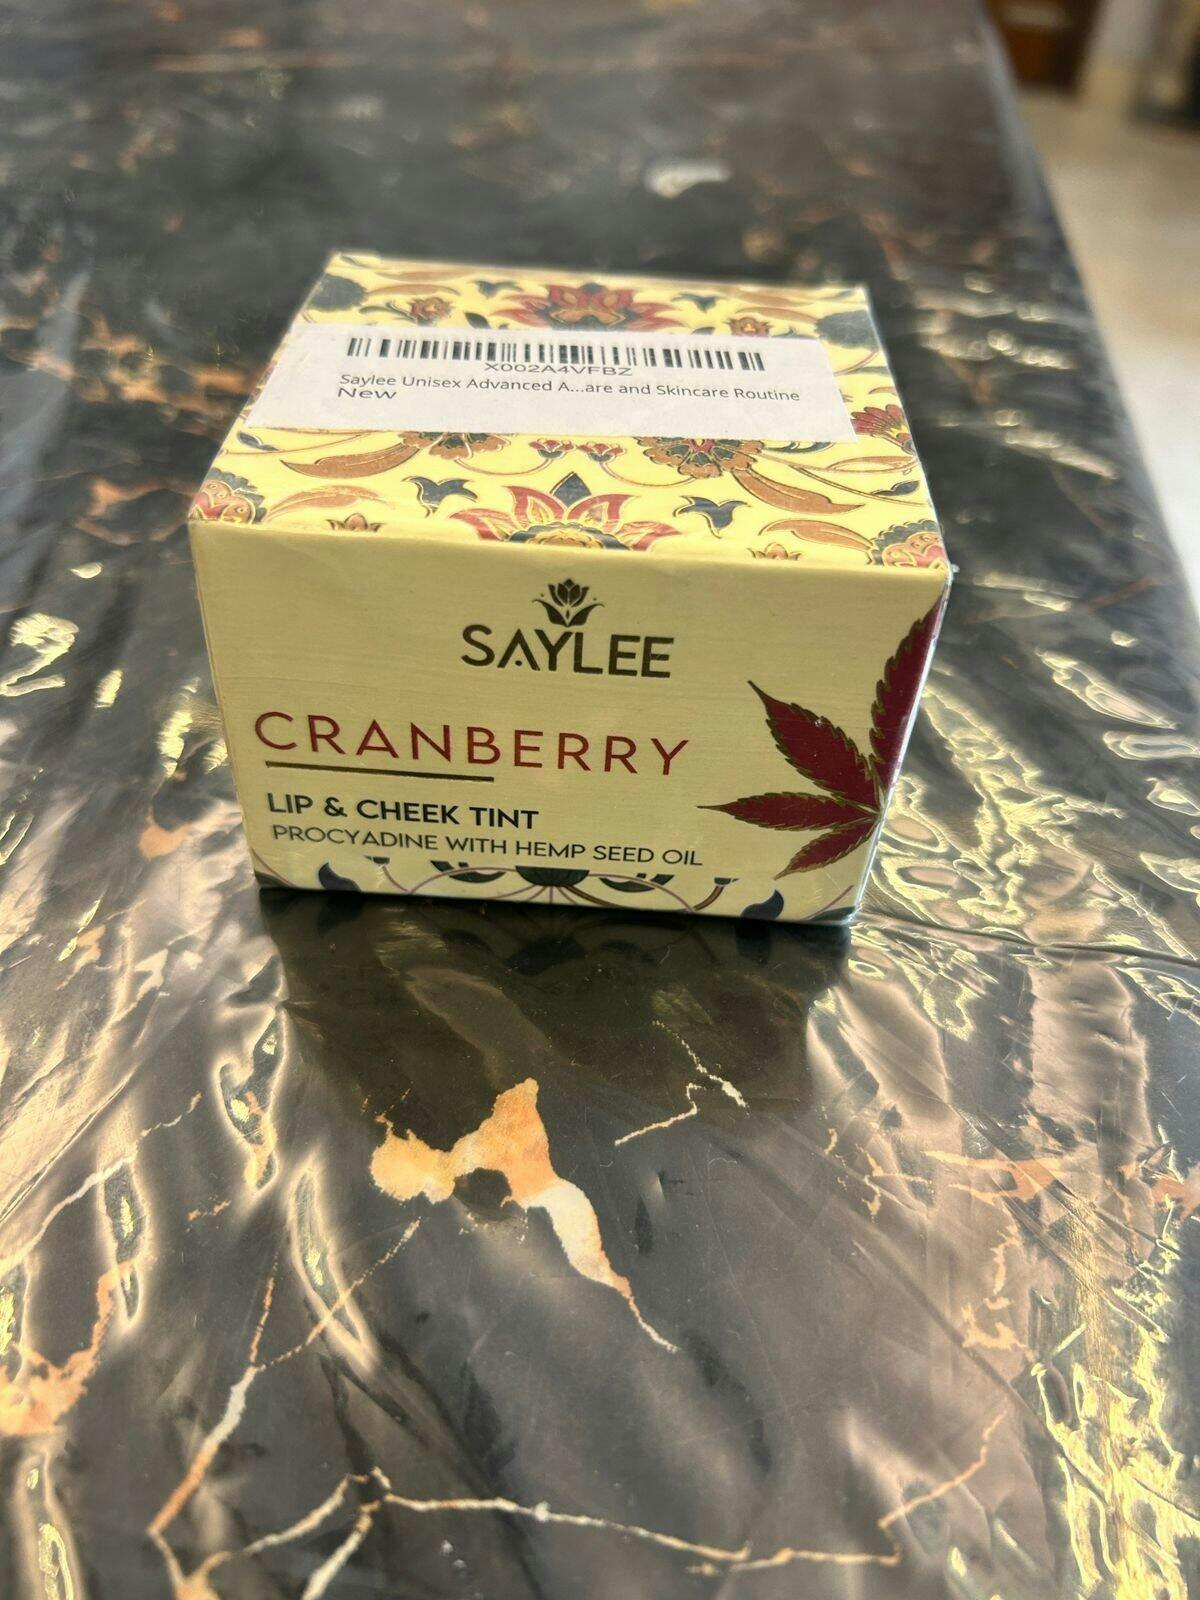 X002A4VFBZ
Saylee Unisex Advanced A...are and Skincare Routine
New
SAYLEE
CRANBERRY
LIP & CHEEK TINT
PROCYADINE WITH HEMP SEED OIL